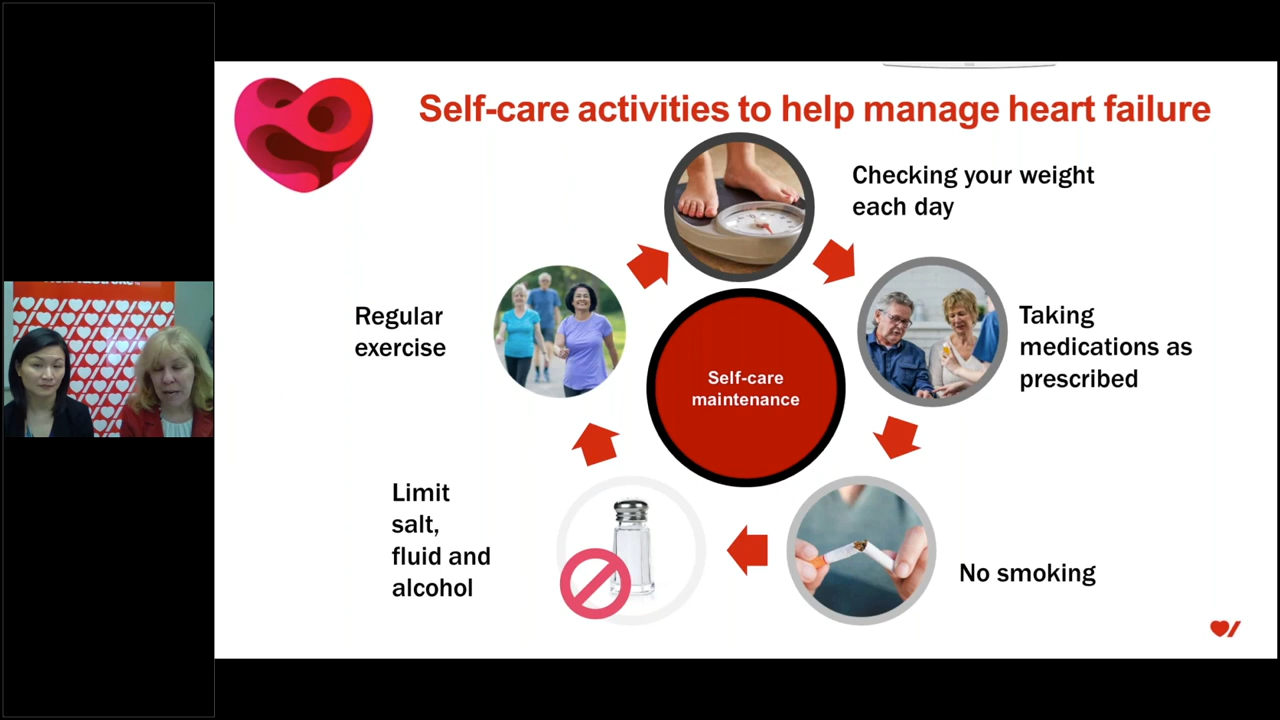 Self-care activities to help manage heart failure
Checking your weight
each day
Taking
medications as
prescribed
No smoking
Limit
salt,
fluid and
alcohol
Regular
exercise
Self-care
maintenance